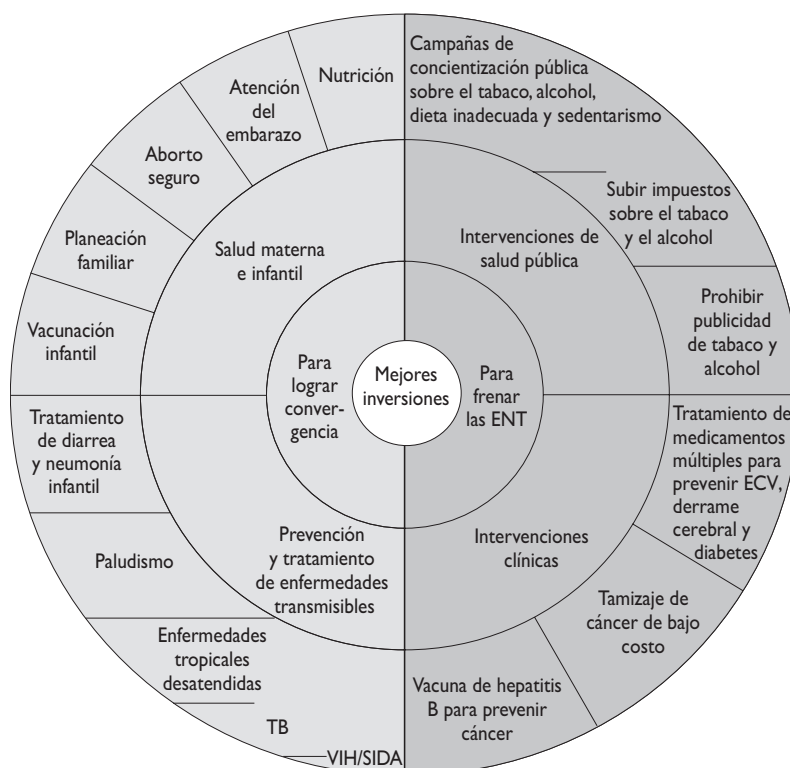 Nutrición
Atención
del
embarazo
Aborto
seguro
Planeación
familiar
Vacunación
infantil
Tratamiento
de diarrea
y neumonía
infantil
Paludismo
Enfermedades
tropicales
desatendidas
TB
VIH/SIDA
Salud materna
e infantil
Prevención
y tratamiento
de enfermedades
transmisibles
Para
lograr
conver-
gencia
Mejores
inversiones
Para
frenar
las ENT
Intervenciones de
salud pública
Intervenciones
clínicas
Campañas de
concientización pública
sobre el tabaco, alcohol,
dieta inadecuada y sedentarismo
Subir impuestos
sobre el tabaco
y el alcohol
Prohibir
publicidad
de tabaco y
alcohol
Tratamiento de
medicamentos
múltiples para
prevenir ECV,
derrame
cerebral y
diabetes
Tamizaje de
cáncer de bajo
costo
Vacuna de hepatitis
B para prevenir
cáncer